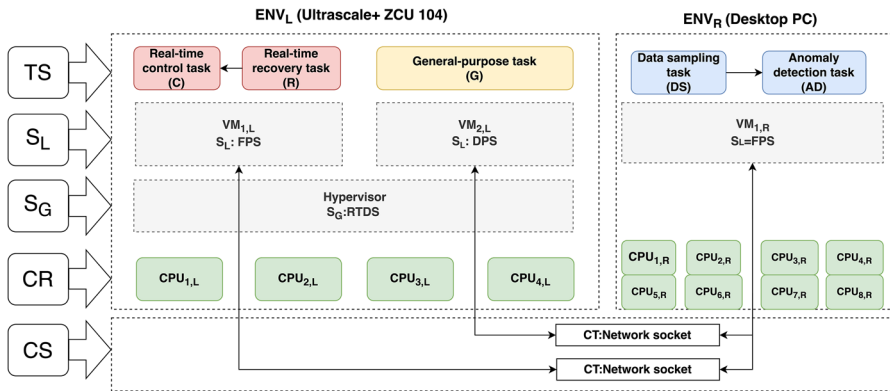 ENV_L (Ultrascale+ ZCU 104)
ENV_R (Desktop PC)
TS
Real-time
control task
(C)
Real-time
recovery task
(R)
General-purpose task
(G)
Data sampling
task
(DS)
Anomaly
detection task
(AD)
S_L
VM_1,L
S_L: FPS
VM_2,L
S_L: DPS
VM_1,R
S_L=FPS
S_G
Hypervisor
S_G:RTDS
CR
CPU_1,L
CPU_2,L
CPU_3,L
CPU_4,L
CPU_1,R
CPU_2,R
CPU_3,R
CPU_4,R
CPU_5,R
CPU_6,R
CPU_7,R
CPU_8,R
CS
CT:Network socket
CT:Network socket